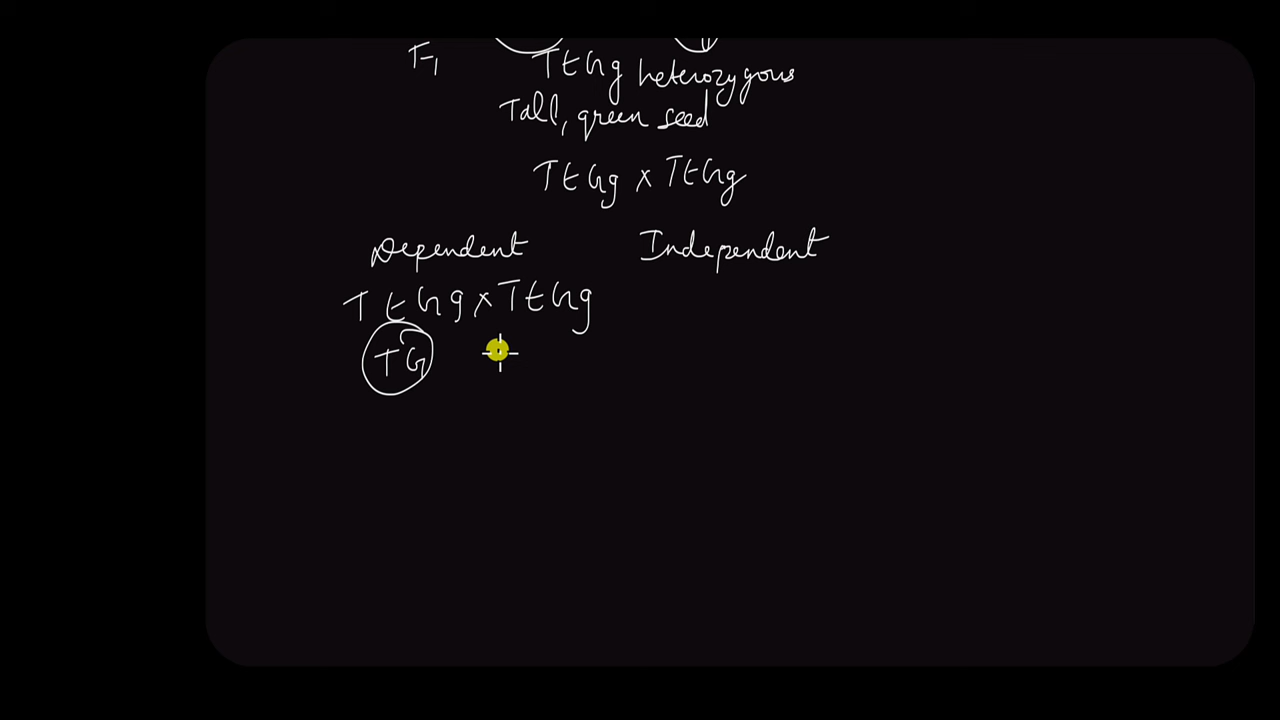 F1 TtGg heterozygous
Tall, green seed
TtGg x TtGg
Dependent Independent
TtGg x TtGg
TG